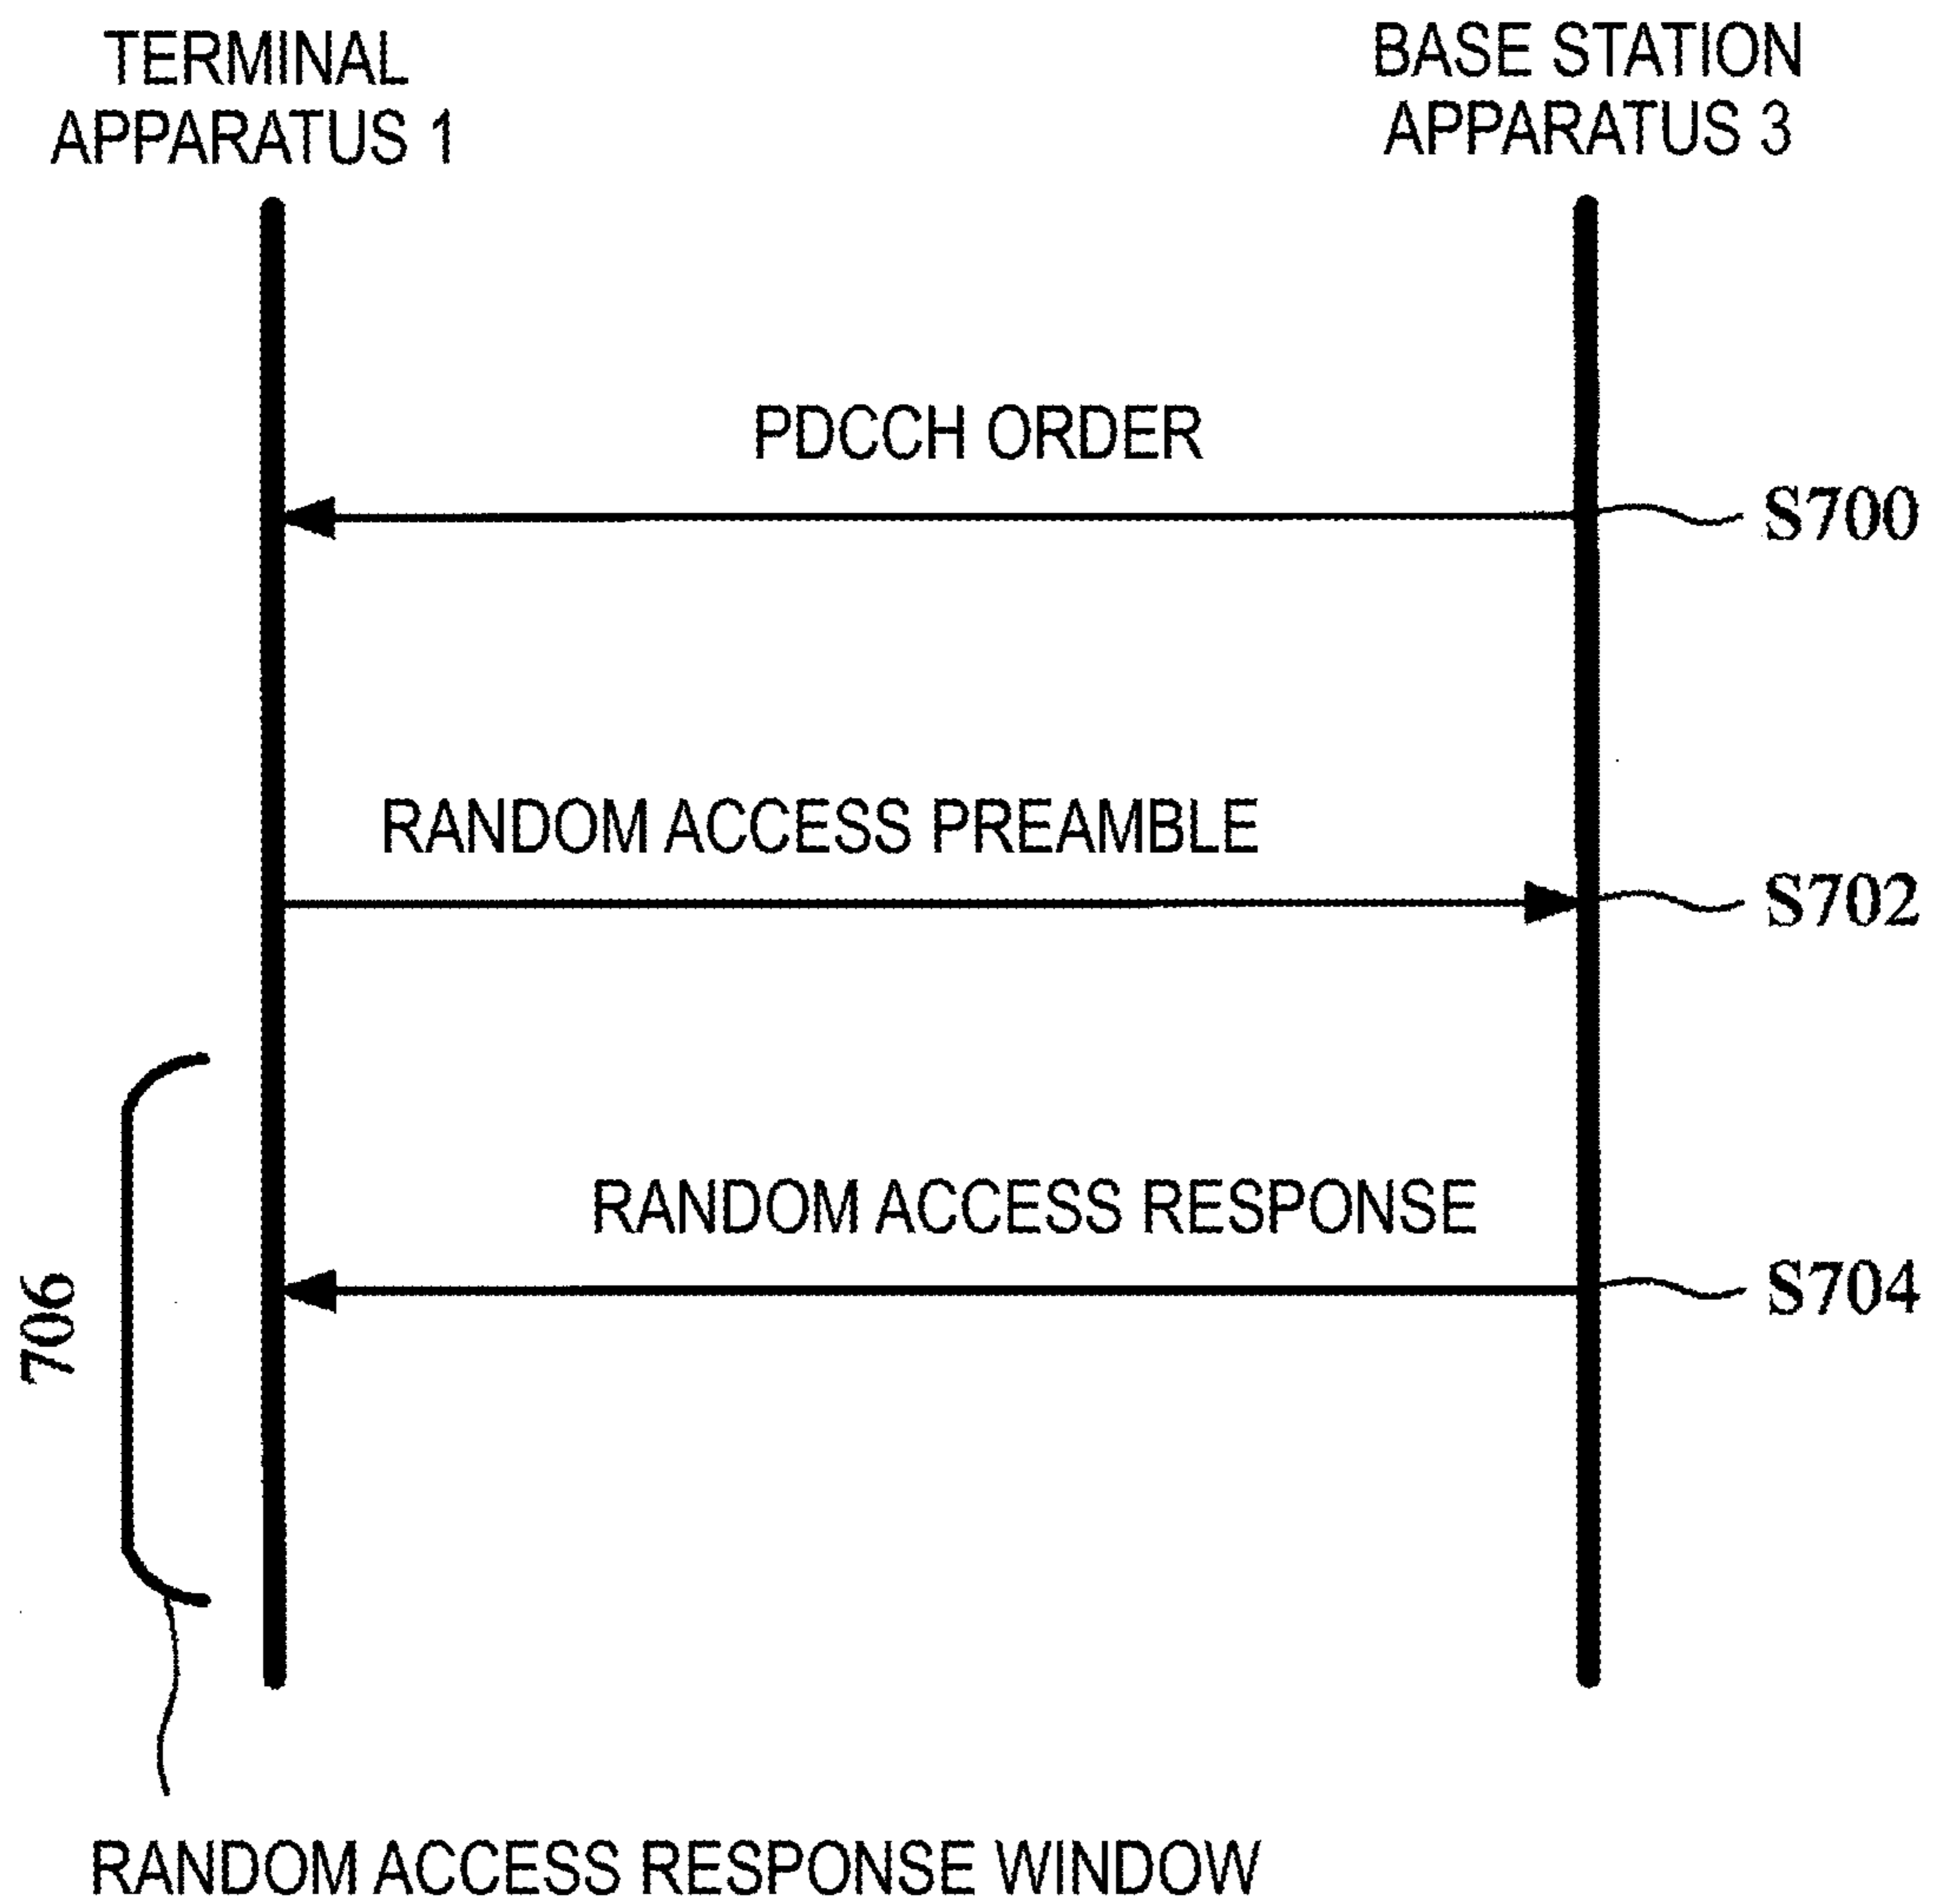 TERMINAL
APPARATUS 1
BASE STATION
APPARATUS 3
PDCCH ORDER
S700
RANDOM ACCESS PREAMBLE
S702
RANDOM ACCESS RESPONSE
S704
706
RANDOM ACCESS RESPONSE WINDOW